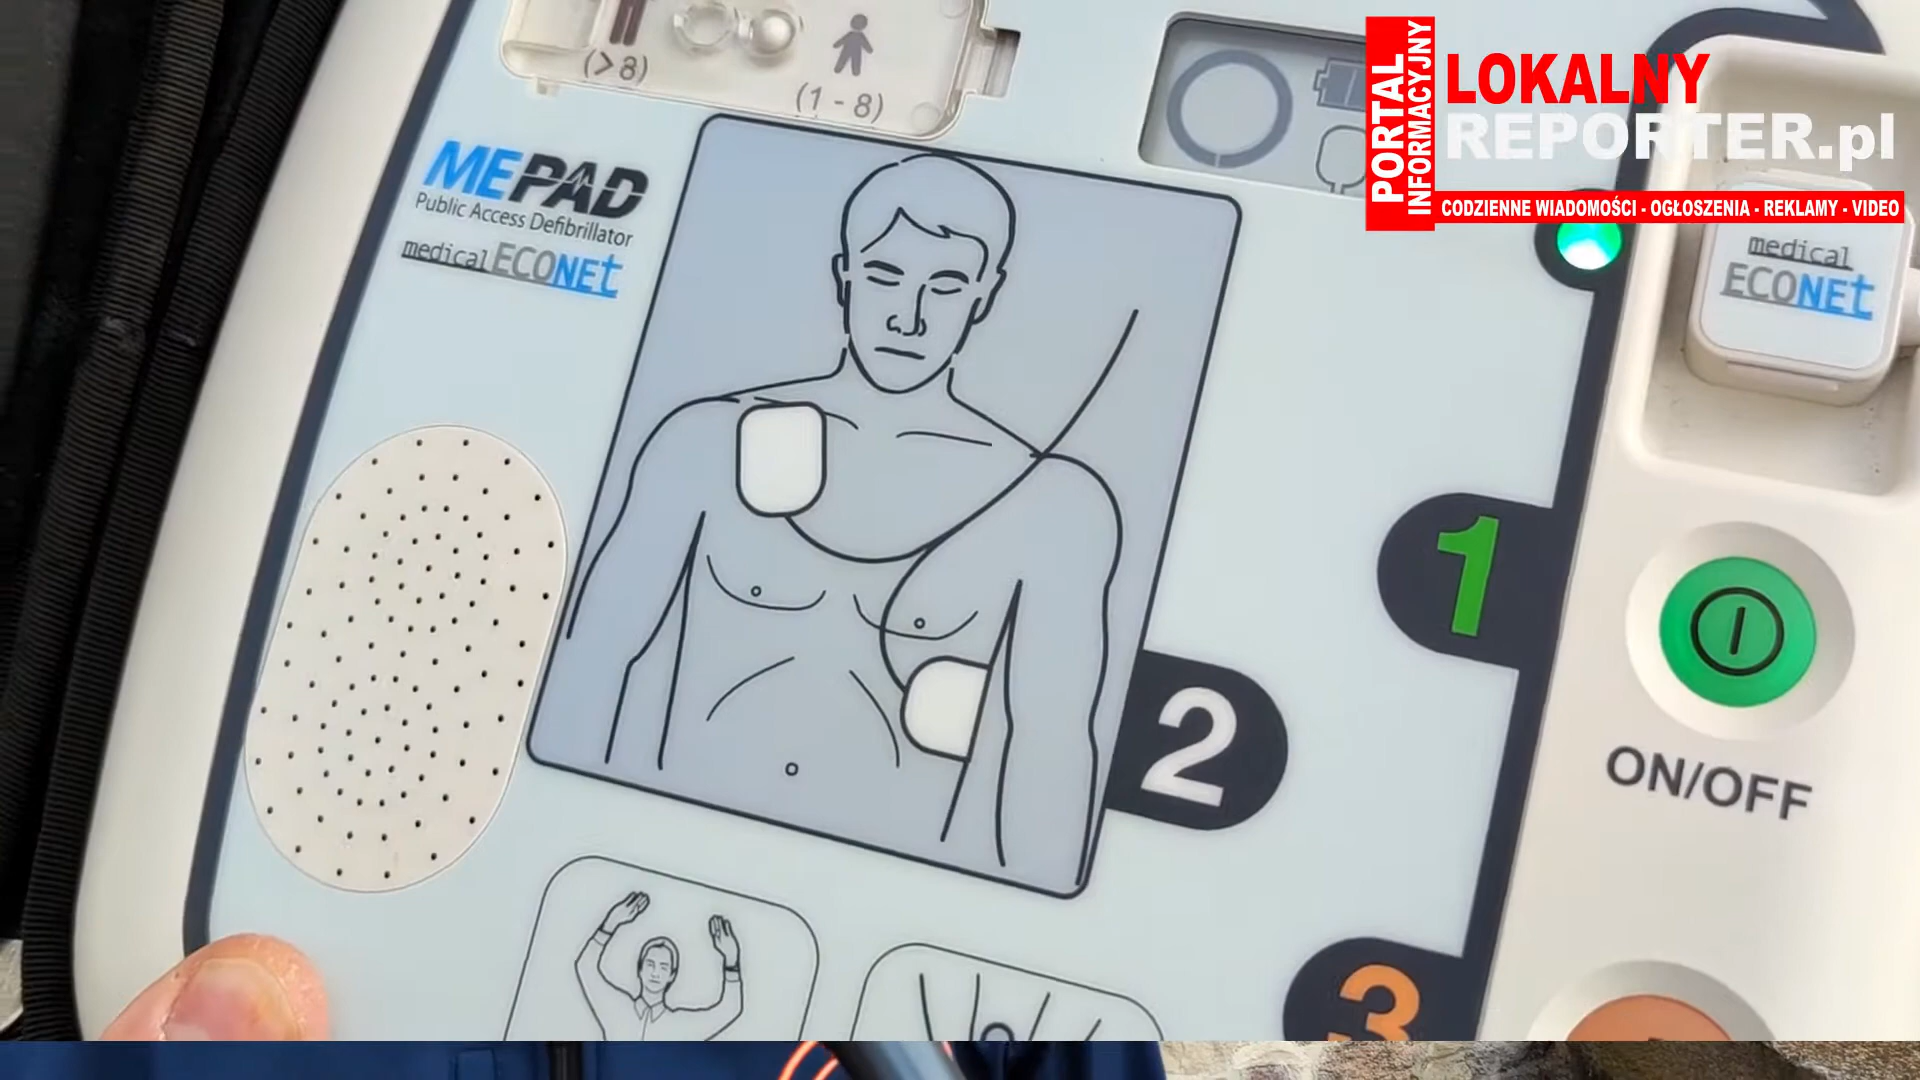 (>8)
(1 - 8)
MEPAD
Public Access Defibrillator
medical ECONET
PORTAL
INFORMACYJNY
LOKALNY
REPORTER.pl
CODZIENNE WIADOMOŚCI - OGŁOSZENIA - REKLAMY - VIDEO
medical
ECONET
1
ON/OFF
2
3